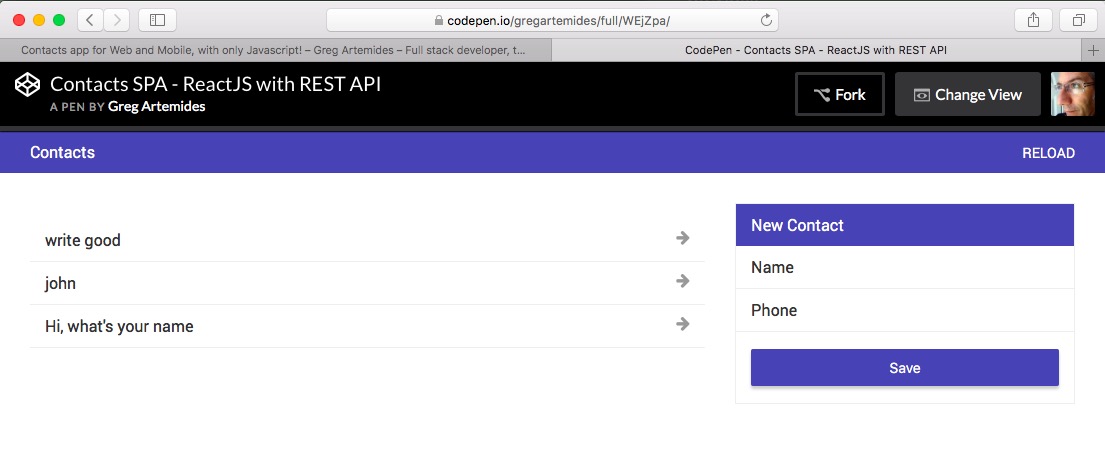 codepen.io/gregartemides/full/WEjZpa/
Contacts app for Web and Mobile, with only Javascript! – Greg Artemides – Full stack developer, t...
CodePen - Contacts SPA - ReactJS with REST API
+
Contacts SPA - ReactJS with REST API
A PEN BY Greg Artemides
Fork
Change View
Contacts
RELOAD
write good
john
Hi, what's your name
New Contact
Name
Phone
Save